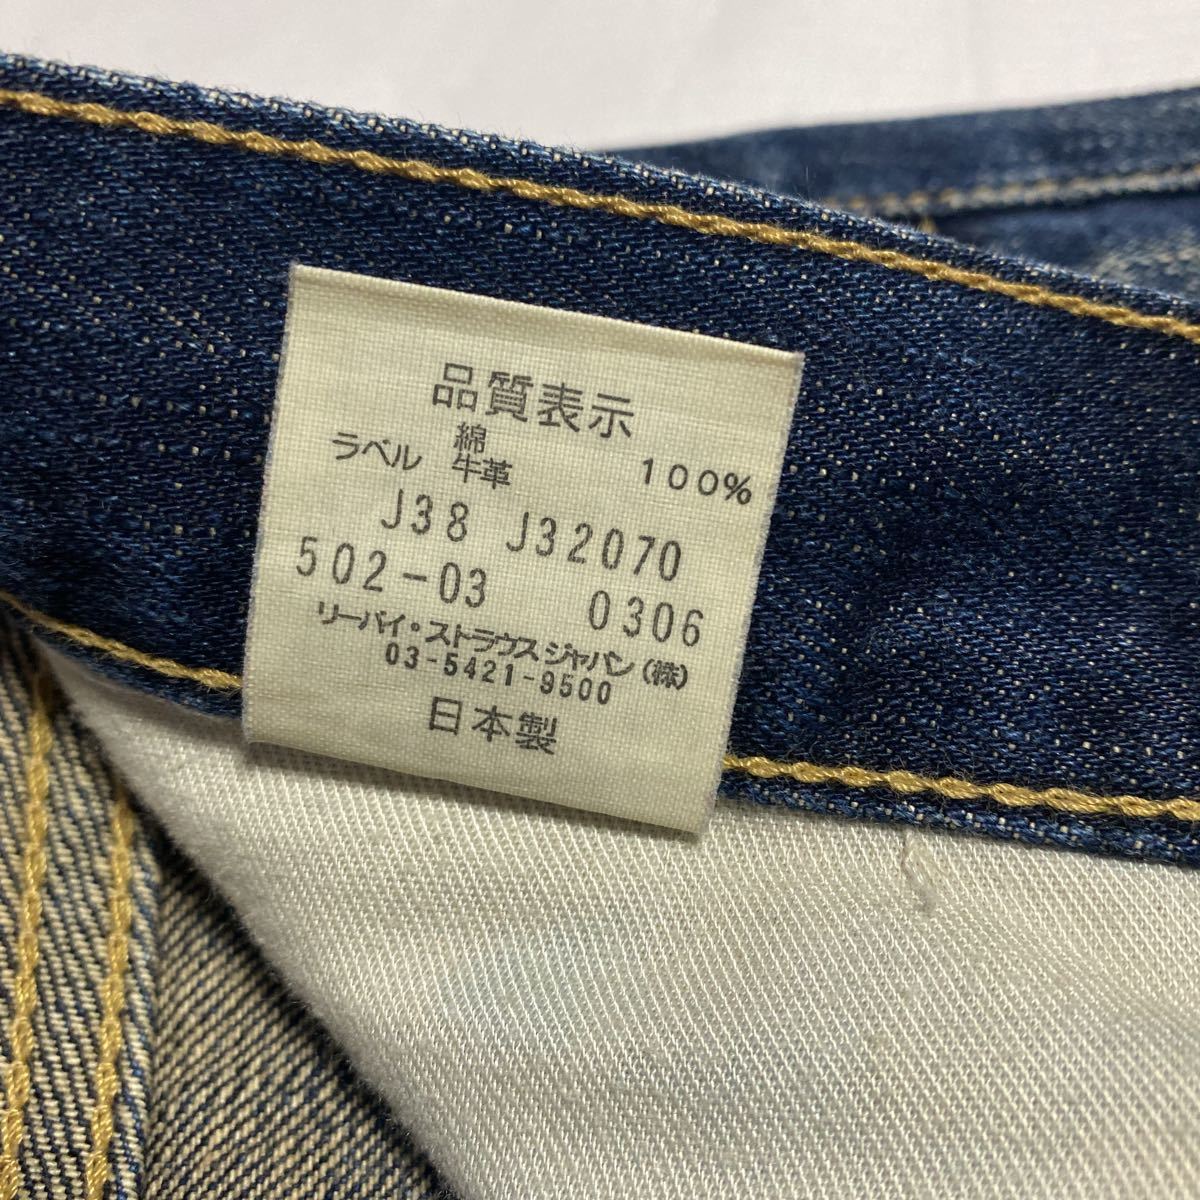 品質表示
綿 100%
ラベル 牛革
J38 J32070
502-03 0306
リーバイ・ストラウス ジャパン(株)
03-5421-9500
日本製